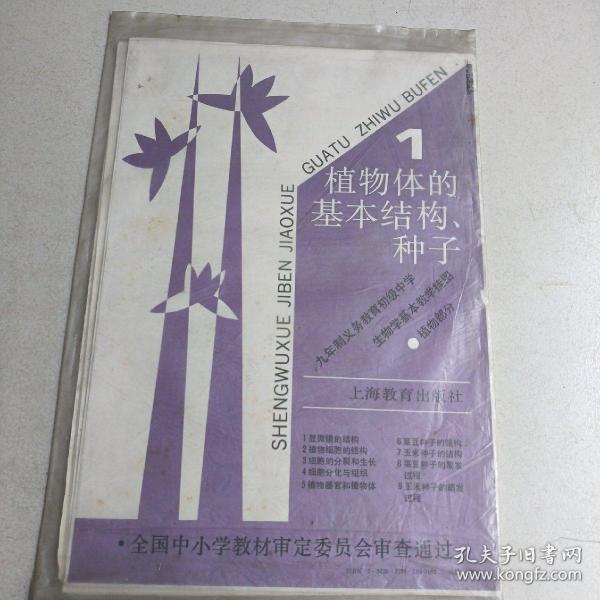 SHENGWUXUE JIBEN JIAOXUE
GUATU ZHIWU BUFEN
1
植物体的
基本结构、
种子
九年制义务教育初级中学
生物学基本教学挂图
植物部分
上海教育出版社
1 显微镜的结构
2 植物细胞的结构
3 细胞的分裂和生长
4 细胞分化与组织
5 植物器官和植物体
6 菜豆种子的结构
7 玉米种子的结构
8 菜豆种子的萌发
过程
9 玉米种子的萌发
过程
·全国中小学教材审定委员会审查通过
孔夫子旧书网
www.kongfz.com